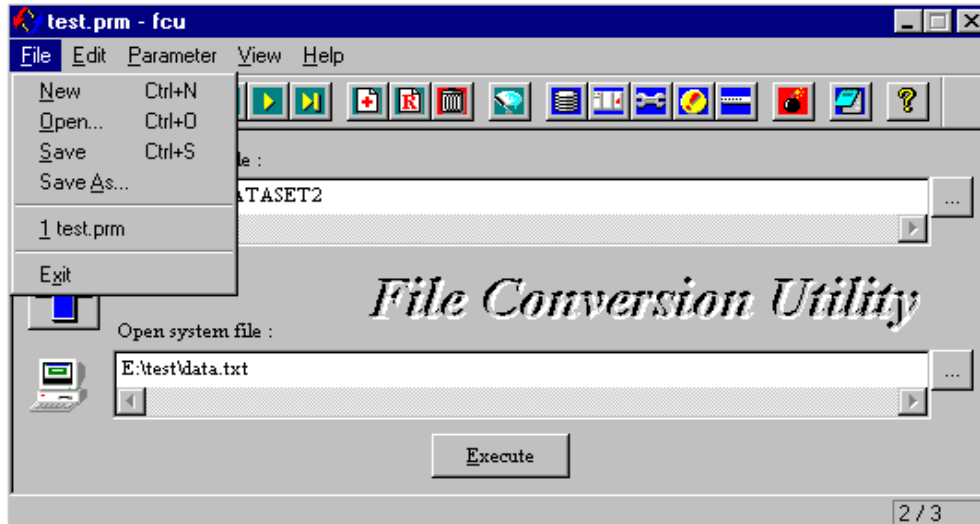 test.prm - fcu
File Edit Parameter View Help
New Ctrl+N
Open... Ctrl+O
Save Ctrl+S
Save As...
1 test.prm
Exit
...
File Conversion Utility
Open system file :
E:\test\data.txt
...
Execute
2 / 3